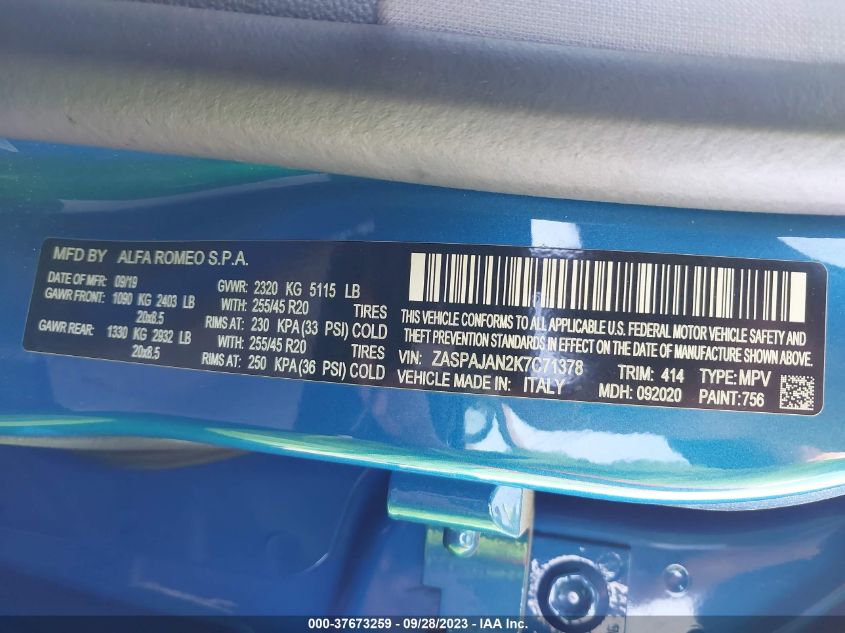 MFD BY ALFA ROMEO S.P.A.
DATE OF MFR: 09/19
GVWR: 2320 KG 5115 LB
GAWR FRONT: 1090 KG 2403 LB
WITH: 255/45 R20 TIRES
20x8.5
RIMS AT: 230 KPA (33 PSI) COLD
GAWR REAR: 1330 KG 2932 LB
WITH: 255/45 R20 TIRES
20x8.5
RIMS AT: 250 KPA (36 PSI) COLD
THIS VEHICLE CONFORMS TO ALL APPLICABLE U.S. FEDERAL MOTOR VEHICLE SAFETY AND
THEFT PREVENTION STANDARDS IN EFFECT ON THE DATE OF MANUFACTURE SHOWN ABOVE.
VIN: ZASPAJAN2K7C71378 TRIM: 414 TYPE: MPV
VEHICLE MADE IN: ITALY MDH: 092020 PAINT: 756
000-37673259 - 09/28/2023 - IAA Inc.